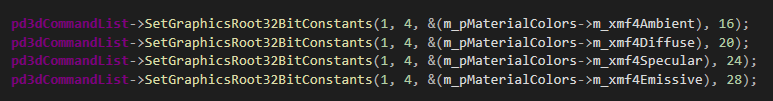 pd3dCommandList->SetGraphicsRoot32BitConstants(1, 4, &(m_pMaterialColors->m_xmf4Ambient), 16);
pd3dCommandList->SetGraphicsRoot32BitConstants(1, 4, &(m_pMaterialColors->m_xmf4Diffuse), 20);
pd3dCommandList->SetGraphicsRoot32BitConstants(1, 4, &(m_pMaterialColors->m_xmf4Specular), 24);
pd3dCommandList->SetGraphicsRoot32BitConstants(1, 4, &(m_pMaterialColors->m_xmf4Emissive), 28);